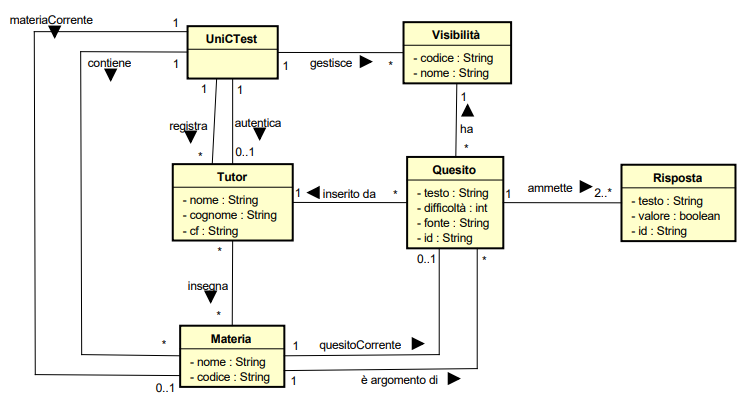 materiaCorrente
1
UniCTest
Visibilità
- codice : String
- nome : String
contiene
1
1
gestisce
*
1
1
1
registra
autentica
ha
*
0..1
*
Tutor
- nome : String
- cognome : String
- cf : String
1
inserito da
*
Quesito
- testo : String
- difficoltà : int
- fonte : String
- id : String
1
ammette
2..*
Risposta
- testo : String
- valore : boolean
- id : String
*
0..1
*
insegna
*
Materia
- nome : String
- codice : String
*
1
quesitoCorrente
0..1
1
è argomento di